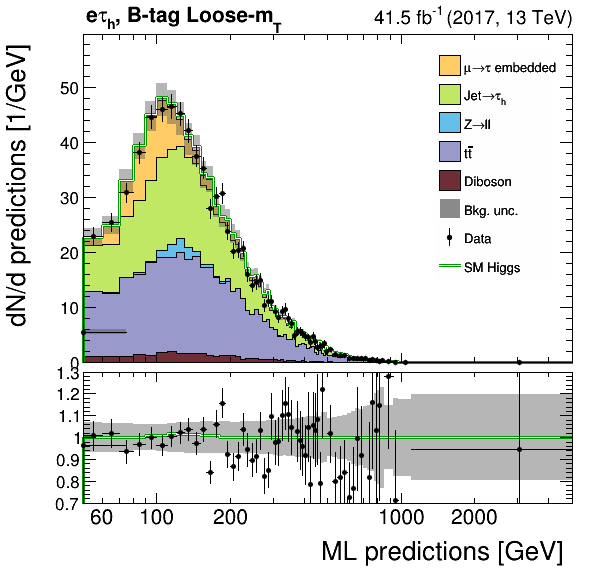 eτh, B-tag Loose-mT
41.5 fb-1 (2017, 13 TeV)
dN/d predictions [1/GeV]
50
40
30
20
10
0
μ→τ embedded
Jet→τh
Z→ll
tt̄
Diboson
Bkg. unc.
Data
SM Higgs
1.3
1.2
1.1
1.0
0.9
0.8
0.7
60 100 200 1000 2000
ML predictions [GeV]